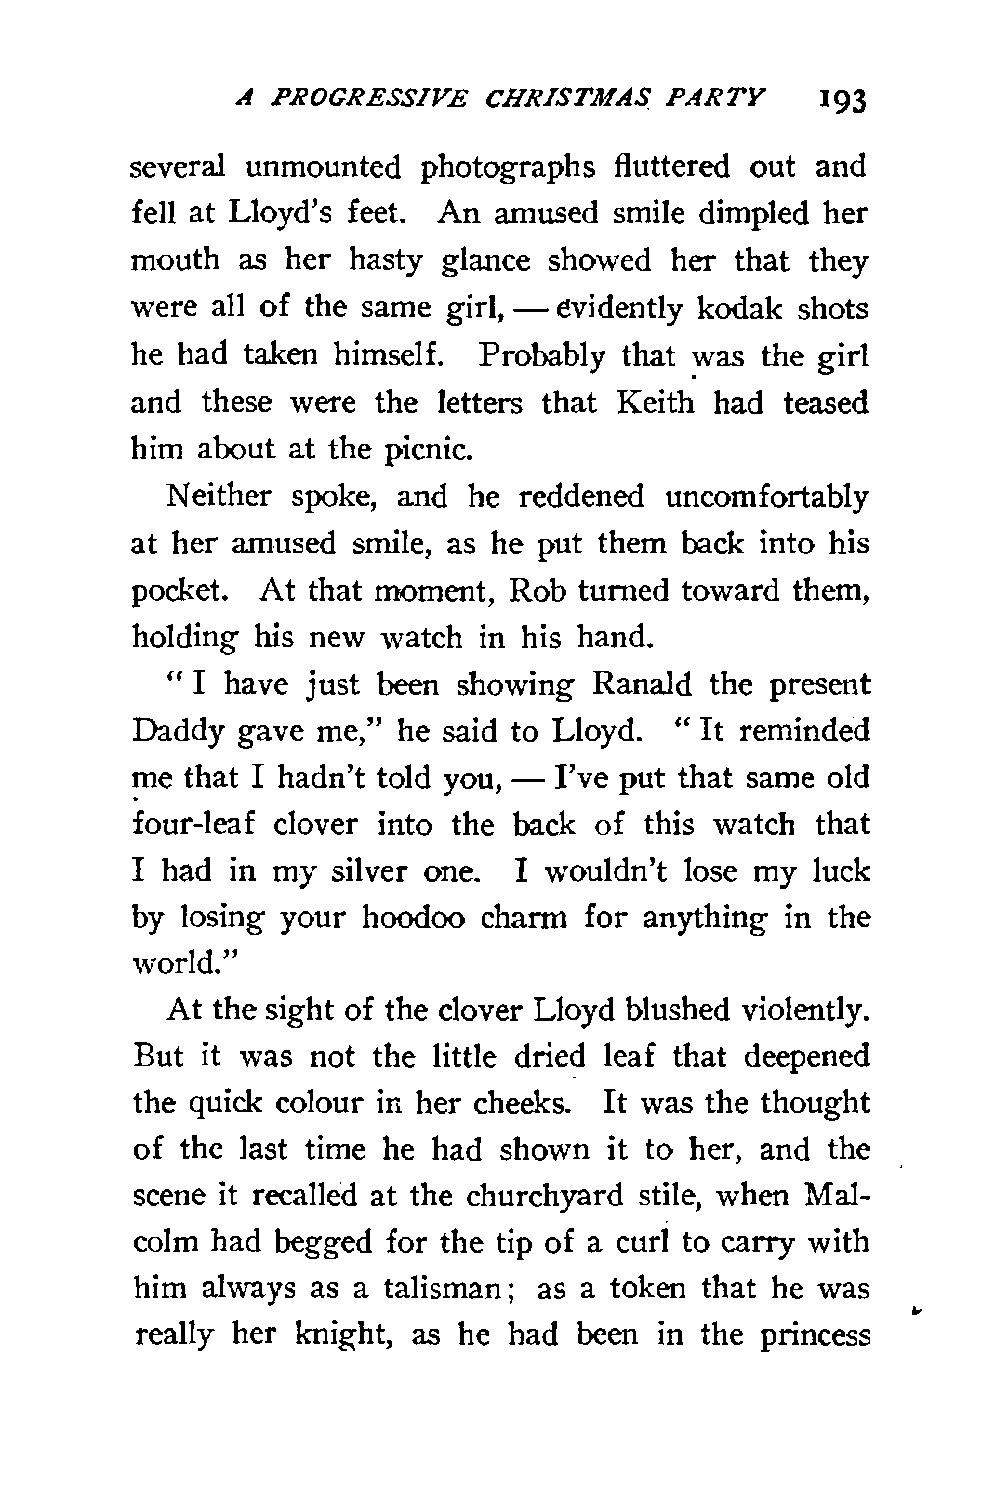 A PROGRESSIVE CHRISTMAS PARTY 193
several unmounted photographs fluttered out and
fell at Lloyd's feet. An amused smile dimpled her
mouth as her hasty glance showed her that they
were all of the same girl, — evidently kodak shots
he had taken himself. Probably that was the girl
and these were the letters that Keith had teased
him about at the picnic.
Neither spoke, and he reddened uncomfortably
at her amused smile, as he put them back into his
pocket. At that moment, Rob turned toward them,
holding his new watch in his hand.
"I have just been showing Ranald the present
Daddy gave me," he said to Lloyd. "It reminded
me that I hadn't told you, — I've put that same old
four-leaf clover into the back of this watch that
I had in my silver one. I wouldn't lose my luck
by losing your hoodoo charm for anything in the
world."
At the sight of the clover Lloyd blushed violently.
But it was not the little dried leaf that deepened
the quick colour in her cheeks. It was the thought
of the last time he had shown it to her, and the
scene it recalled at the churchyard stile, when Mal-
colm had begged for the tip of a curl to carry with
him always as a talisman; as a token that he was
really her knight, as he had been in the princess